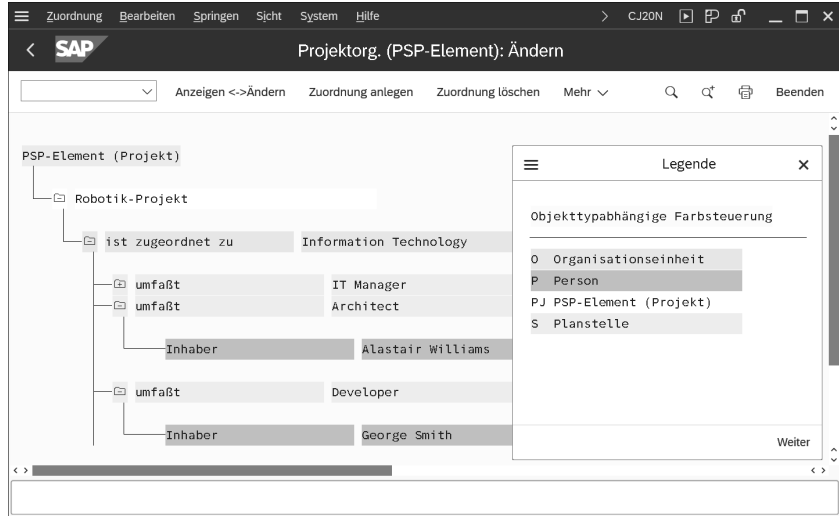 Zuordnung Bearbeiten Springen Sicht System Hilfe CJ20N
SAP Projektorg. (PSP-Element): Ändern
Anzeigen <->Ändern Zuordnung anlegen Zuordnung löschen Mehr Beenden
PSP-Element (Projekt)
Robotik-Projekt
ist zugeordnet zu Information Technology
umfaßt IT Manager
umfaßt Architect
Inhaber Alastair Williams
umfaßt Developer
Inhaber George Smith
Legende
Objekttypabhängige Farbsteuerung
O Organisationseinheit
P Person
PJ PSP-Element (Projekt)
S Planstelle
Weiter